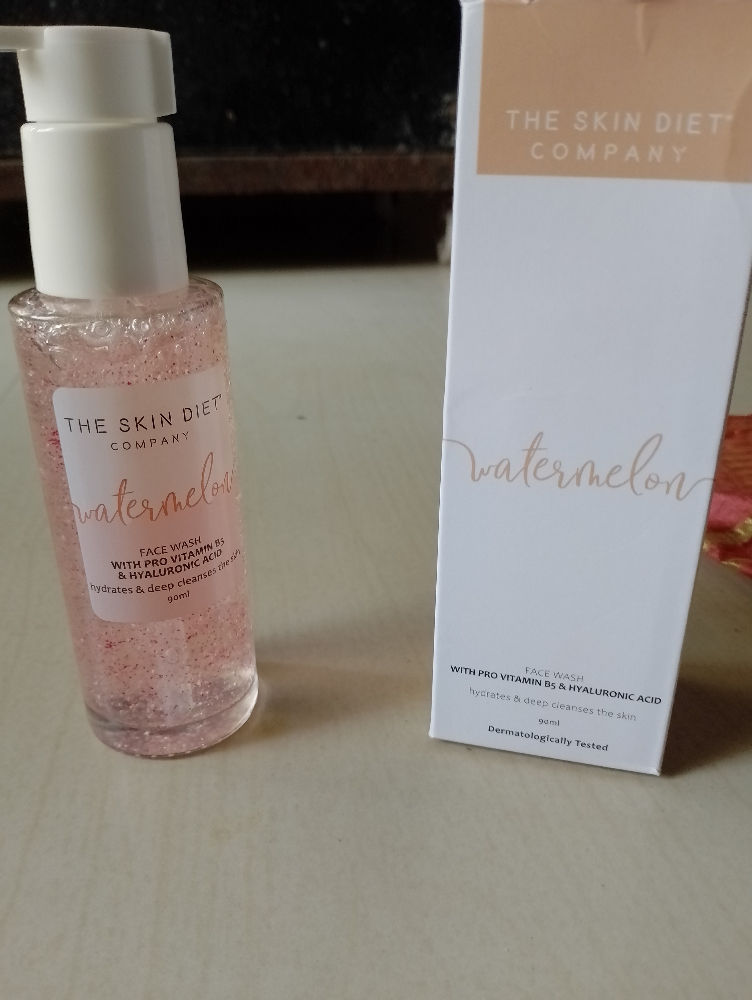 THE SKIN DIET
COMPANY
watermelon
FACE WASH
WITH PRO VITAMIN B5
& HYALURONIC ACID
hydrates & deep cleanses the skin
90ml
THE SKIN DIET
COMPANY
watermelon
FACE WASH
WITH PRO VITAMIN B5 & HYALURONIC ACID
hydrates & deep cleanses the skin
90ml
Dermatologically Tested